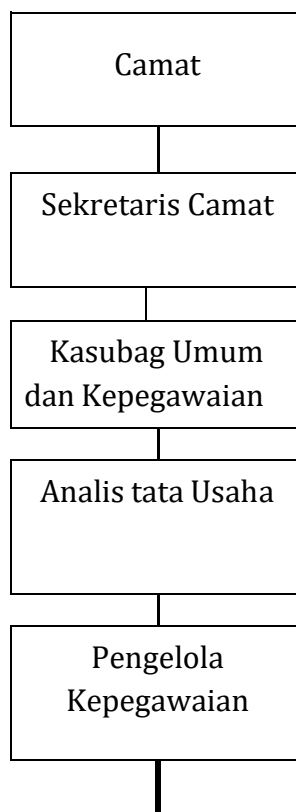 Camat
Sekretaris Camat
Kasubag Umum
dan Kepegawaian
Analis tata Usaha
Pengelola
Kepegawaian